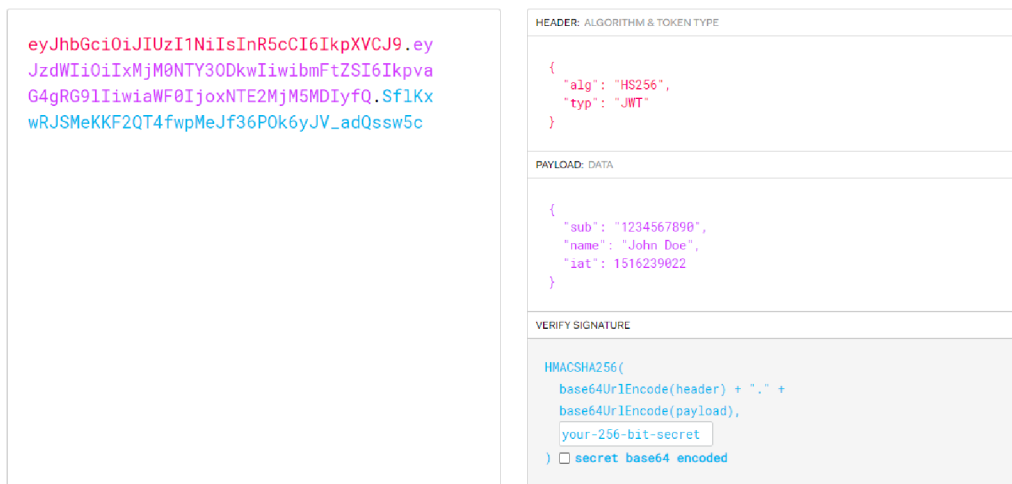 eyJhbGciOiJIUzI1NiIsInR5cCI6IkpXVCJ9.ey
JzdWIiOiIxMjM0NTY3ODkwIiwibmFtZSI6Ikpva
G4gRG9lIiwiaWF0IjoxNTE2MjM5MDIyfQ.SflKx
wRJSMeKKF2QT4fwpMeJf36POk6yJV_adQssw5c
HEADER: ALGORITHM & TOKEN TYPE
{
"alg": "HS256",
"typ": "JWT"
}
PAYLOAD: DATA
{
"sub": "1234567890",
"name": "John Doe",
"iat": 1516239022
}
VERIFY SIGNATURE
HMACSHA256(
base64UrlEncode(header) + "." +
base64UrlEncode(payload),
your-256-bit-secret
) secret base64 encoded